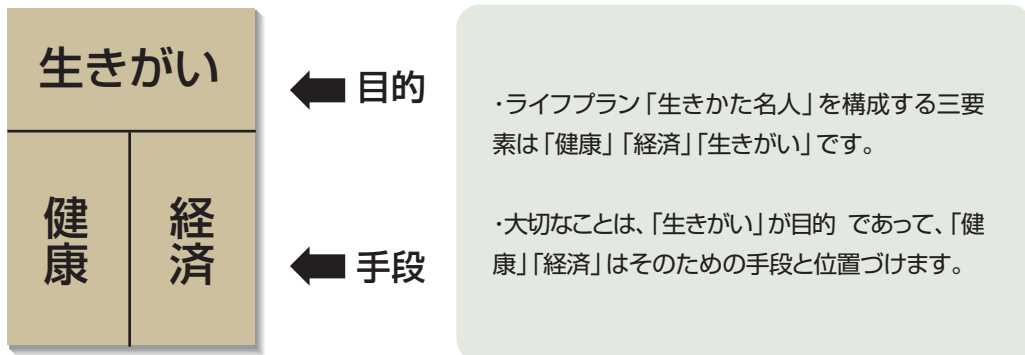 生きがい
目的
健康
経済
手段
・ライフプラン「生きかた名人」を構成する三要
素は「健康」「経済」「生きがい」です。
・大切なことは、「生きがい」が目的 であって、「健
康」「経済」はそのための手段と位置づけます。